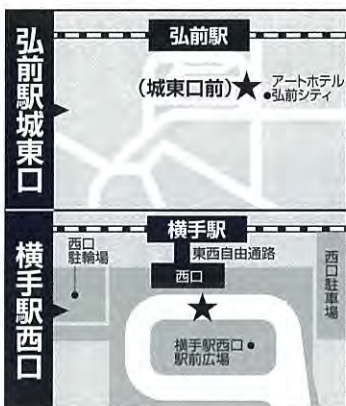 弘前駅城東口
弘前駅
（城東口前）★
•アートホテル
弘前シティ
横手駅西口
横手駅
東西自由通路
西口
駐輪場
西口
★
西口駐車場
横手駅西口•
駅前広場